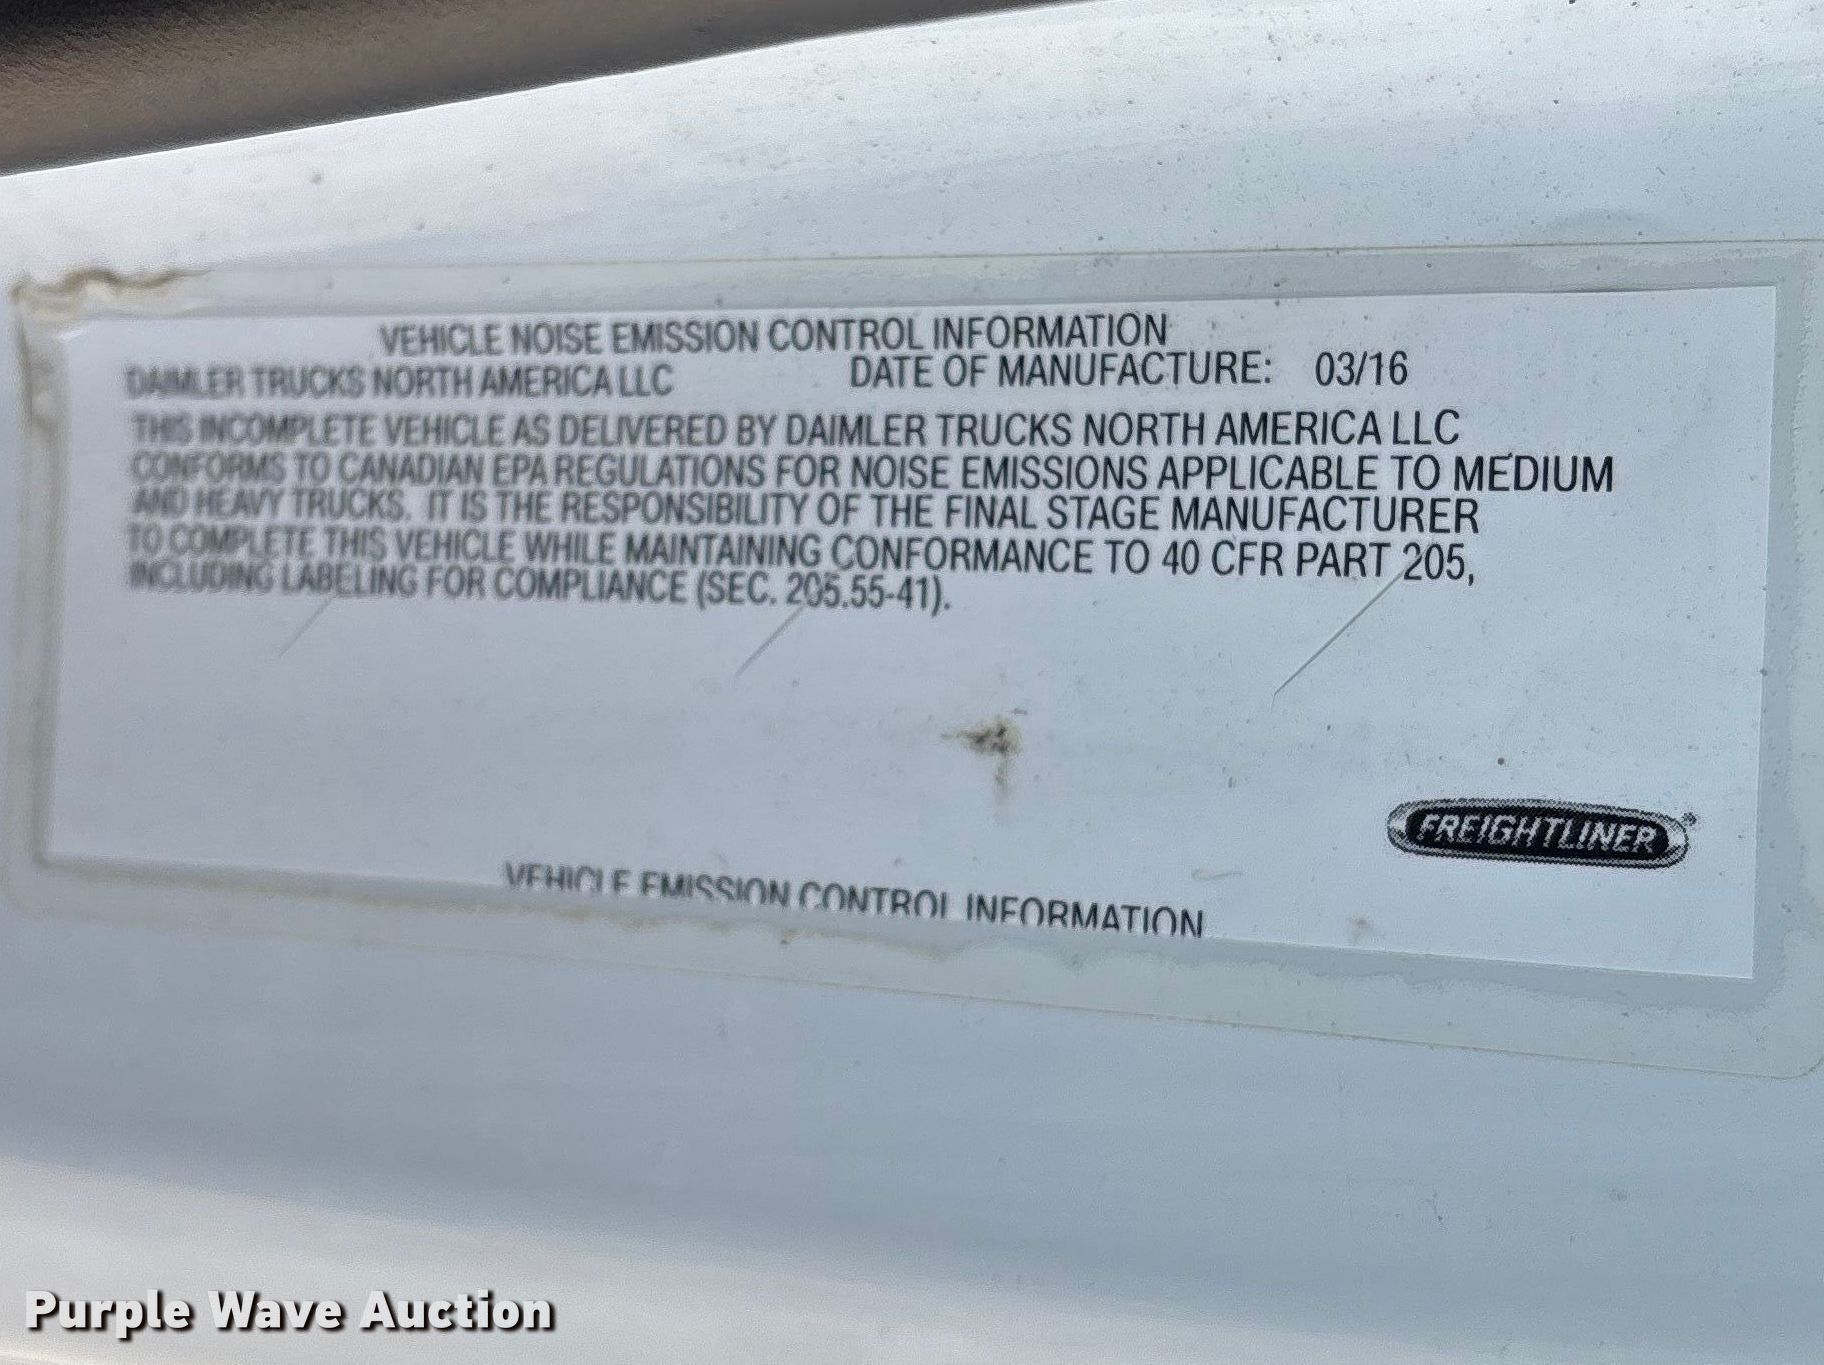 VEHICLE NOISE EMISSION CONTROL INFORMATION
DAIMLER TRUCKS NORTH AMERICA LLC DATE OF MANUFACTURE: 03/16
THIS INCOMPLETE VEHICLE AS DELIVERED BY DAIMLER TRUCKS NORTH AMERICA LLC
CONFORMS TO CANADIAN EPA REGULATIONS FOR NOISE EMISSIONS APPLICABLE TO MEDIUM
AND HEAVY TRUCKS. IT IS THE RESPONSIBILITY OF THE FINAL STAGE MANUFACTURER
TO COMPLETE THIS VEHICLE WHILE MAINTAINING CONFORMANCE TO 40 CFR PART 205,
INCLUDING LABELING FOR COMPLIANCE (SEC. 205.55-41).
FREIGHTLINER®
VEHICLE EMISSION CONTROL INFORMATION
Purple Wave Auction